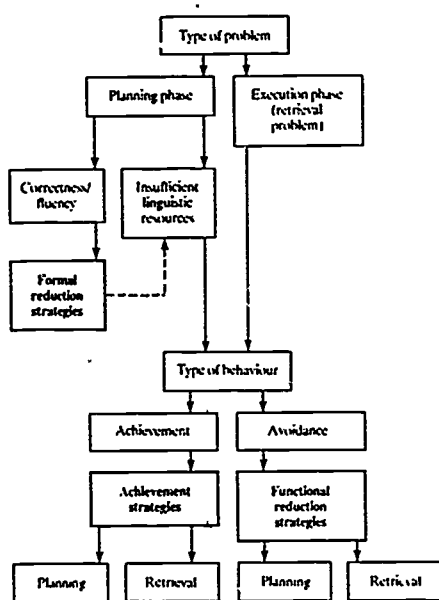 Type of problem
Planning phase
Execution phase
(retrieval
problem)
Correctness/
fluency
Insufficient
linguistic
resources
Formal
reduction
strategies
Type of behaviour
Achievement
Avoidance
Achievement
strategies
Functional
reduction
strategies
Planning
Retrieval
Planning
Retrieval